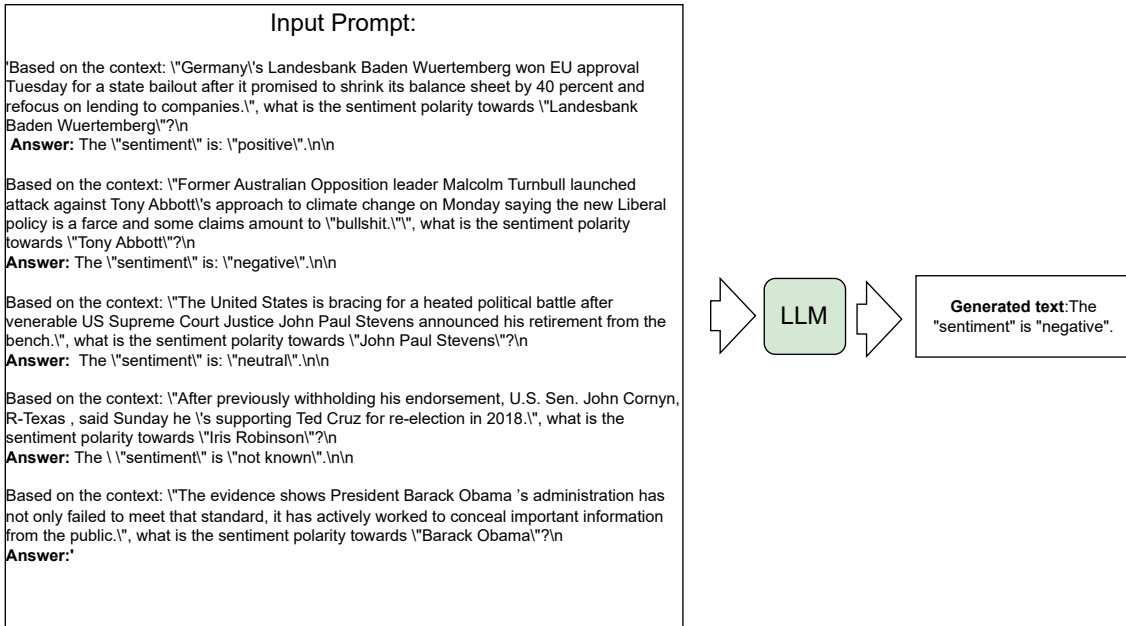 Input Prompt:
'Based on the context: \"Germany\'s Landesbank Baden Wuertemberg won EU approval
Tuesday for a state bailout after it promised to shrink its balance sheet by 40 percent and
refocus on lending to companies.\", what is the sentiment polarity towards \"Landesbank
Baden Wuertemberg\"?\n
Answer: The \"sentiment\" is: \"positive\".\n\n
Based on the context: \"Former Australian Opposition leader Malcolm Turnbull launched
attack against Tony Abbott\'s approach to climate change on Monday saying the new Liberal
policy is a farce and some claims amount to \"bullshit.\"\", what is the sentiment polarity
towards \"Tony Abbott\"?\n
Answer: The \"sentiment\" is: \"negative\".\n\n
Based on the context: \"The United States is bracing for a heated political battle after
venerable US Supreme Court Justice John Paul Stevens announced his retirement from the
bench.\", what is the sentiment polarity towards \"John Paul Stevens\"?\n
Answer:  The \"sentiment\" is: \"neutral\".\n\n
Based on the context: \"After previously withholding his endorsement, U.S. Sen. John Cornyn,
R-Texas , said Sunday he \'s supporting Ted Cruz for re-election in 2018.\", what is the
sentiment polarity towards \"Iris Robinson\"?\n
Answer: The \ \"sentiment\" is \"not known\".\n\n
Based on the context: \"The evidence shows President Barack Obama ’s administration has
not only failed to meet that standard, it has actively worked to conceal important information
from the public.\", what is the sentiment polarity towards \"Barack Obama\"?\n
Answer:'
LLM
Generated text:The
"sentiment" is "negative".